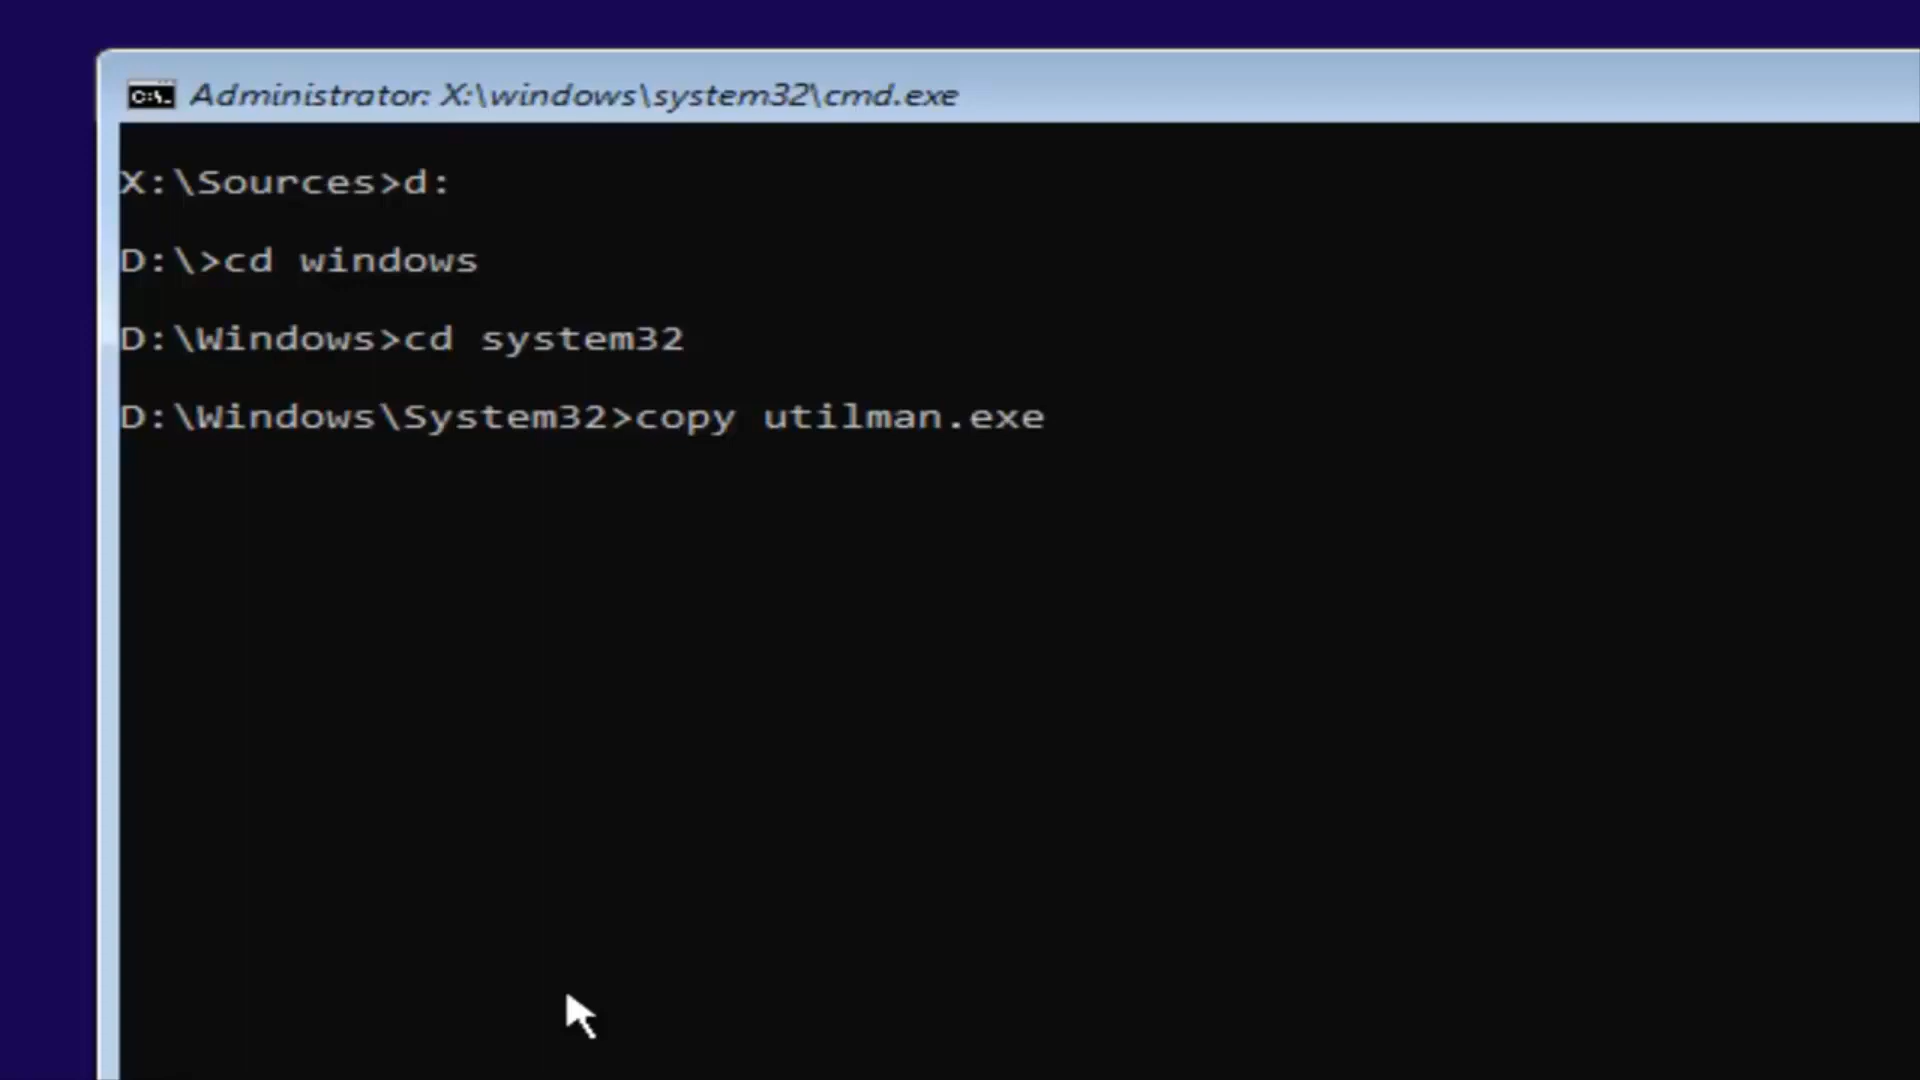 C:\.
Administrator: X:\windows\system32\cmd.exe
X:\Sources>d:
D:\>cd windows
D:\Windows>cd system32
D:\Windows\System32>copy utilman.exe